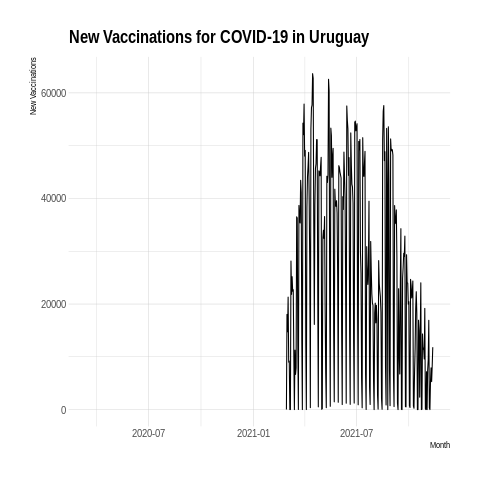 New Vaccinations for COVID-19 in Uruguay
New Vaccinations
60000
40000
20000
0
2020-07
2021-01
2021-07
Month